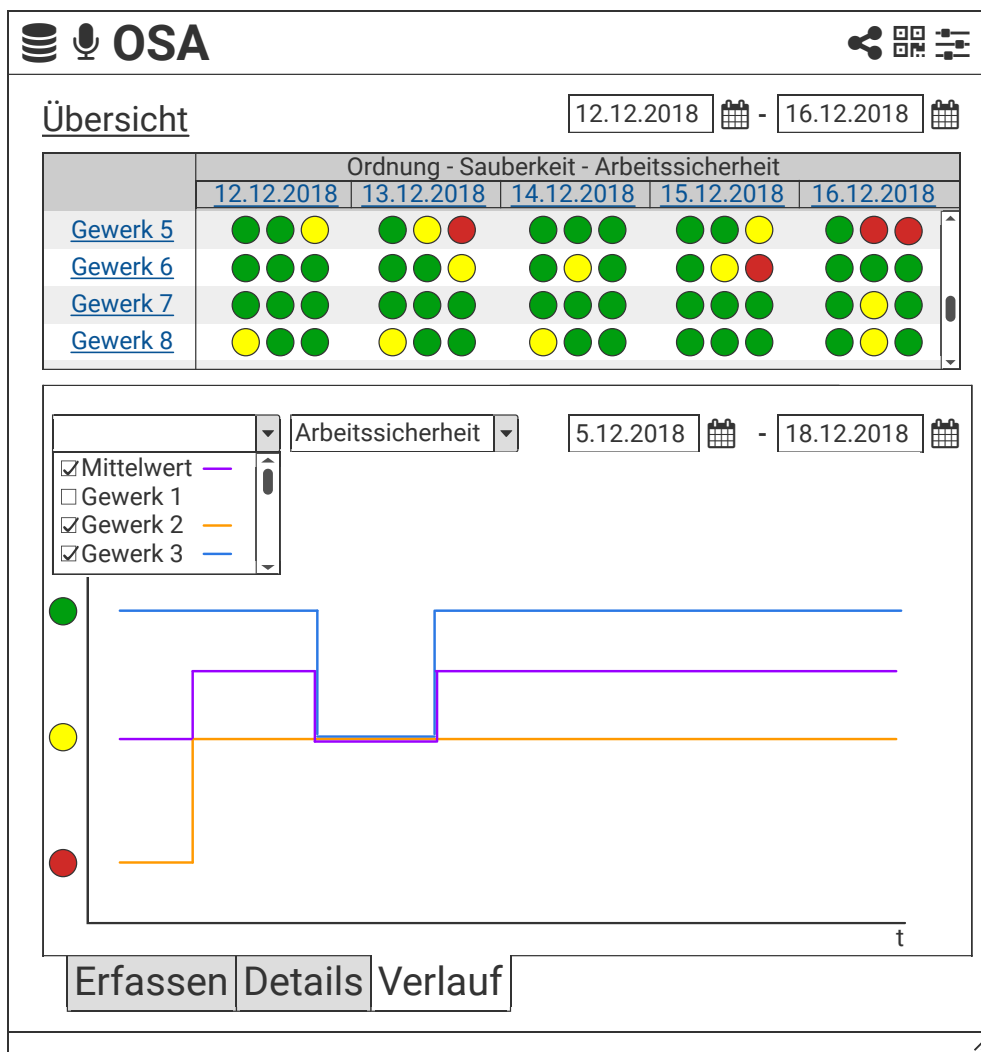 OSA
Übersicht 12.12.2018 - 16.12.2018
Ordnung - Sauberkeit - Arbeitssicherheit
12.12.2018 13.12.2018 14.12.2018 15.12.2018 16.12.2018
Gewerk 5
Gewerk 6
Gewerk 7
Gewerk 8
Arbeitssicherheit 5.12.2018 - 18.12.2018
Mittelwert
Gewerk 1
Gewerk 2
Gewerk 3
t
Erfassen Details Verlauf